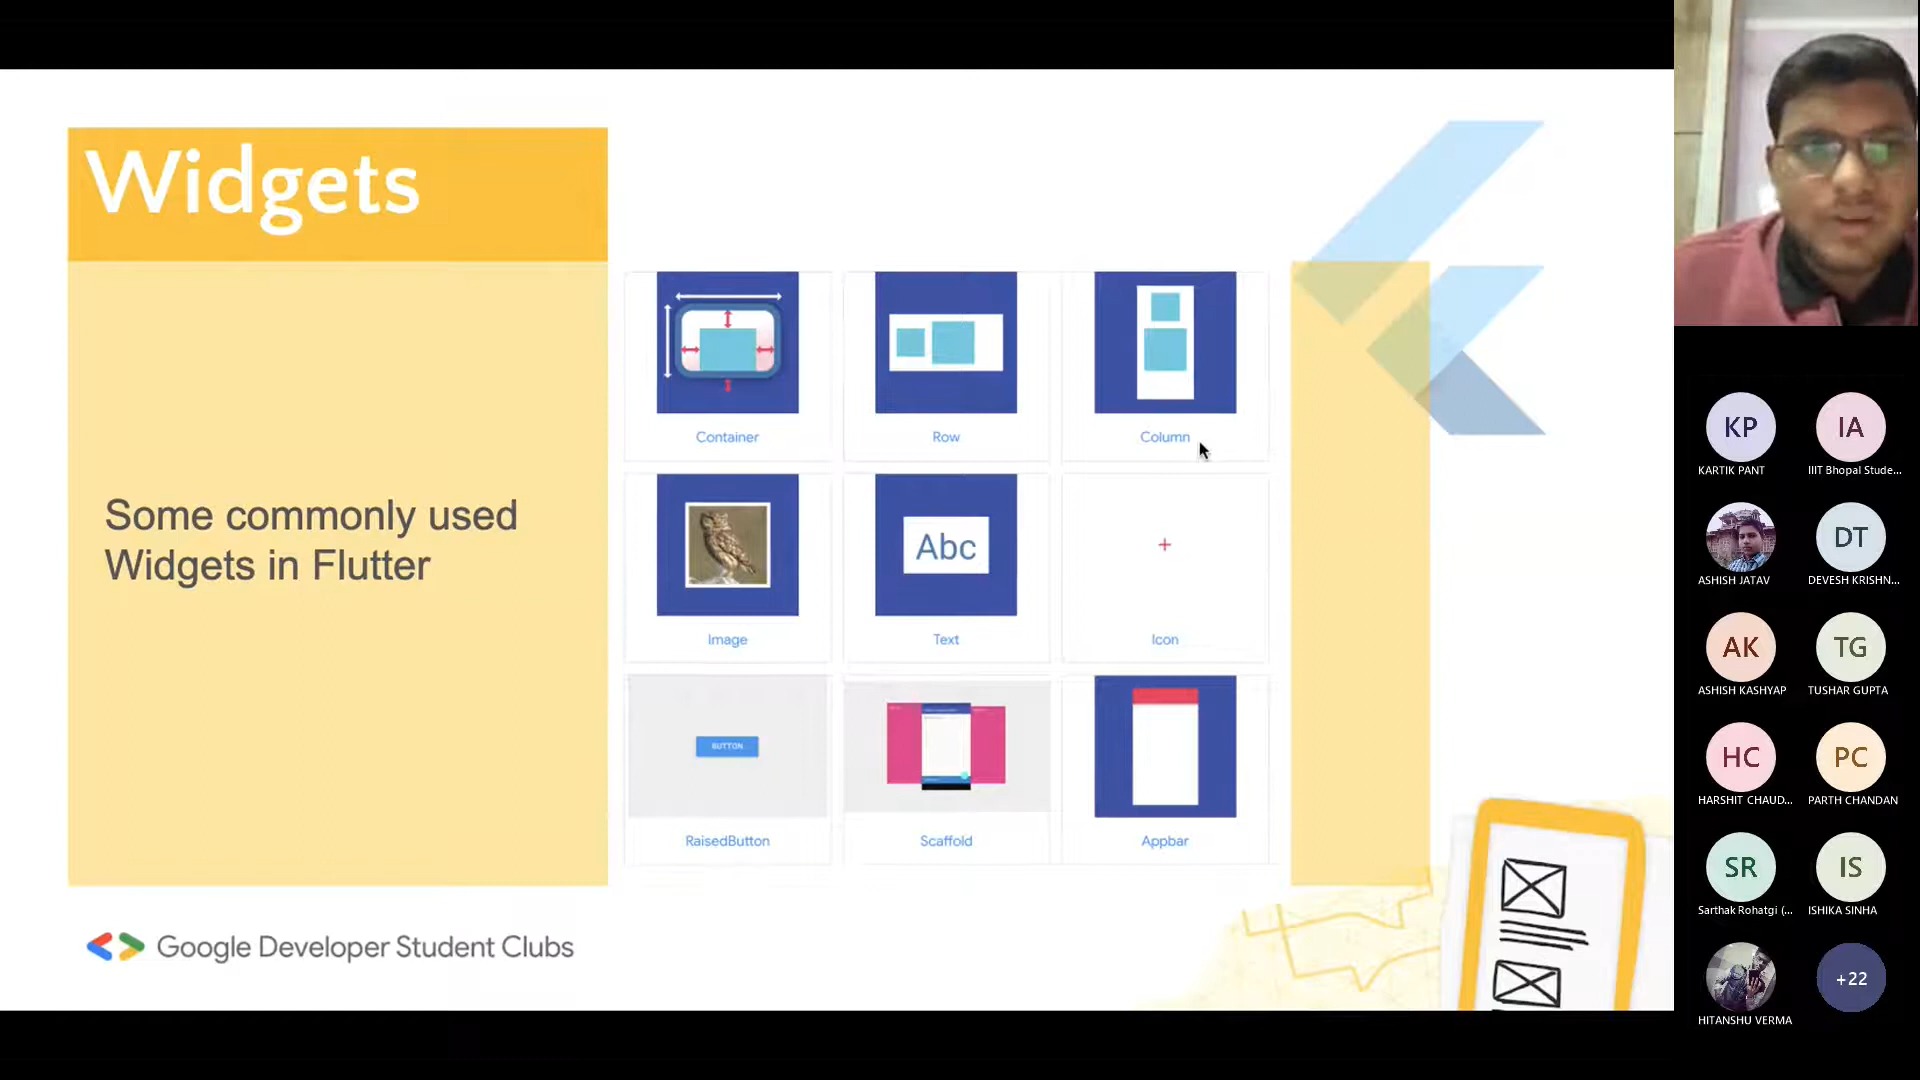 Widgets
Some commonly used
Widgets in Flutter
Container
Row
Column
Abc
Image
Text
Icon
BUTTON
RaisedButton
Scaffold
Appbar
Google Developer Student Clubs
KP
IA
KARTIK PANT
IIIT Bhopal Stude...
DT
ASHISH JATAV
DEVESH KRISHN...
AK
TG
ASHISH KASHYAP
TUSHAR GUPTA
HC
PC
HARSHIT CHAUD...
PARTH CHANDAN
SR
IS
Sarthak Rohatgi (...
ISHIKA SINHA
+22
HITANSHU VERMA